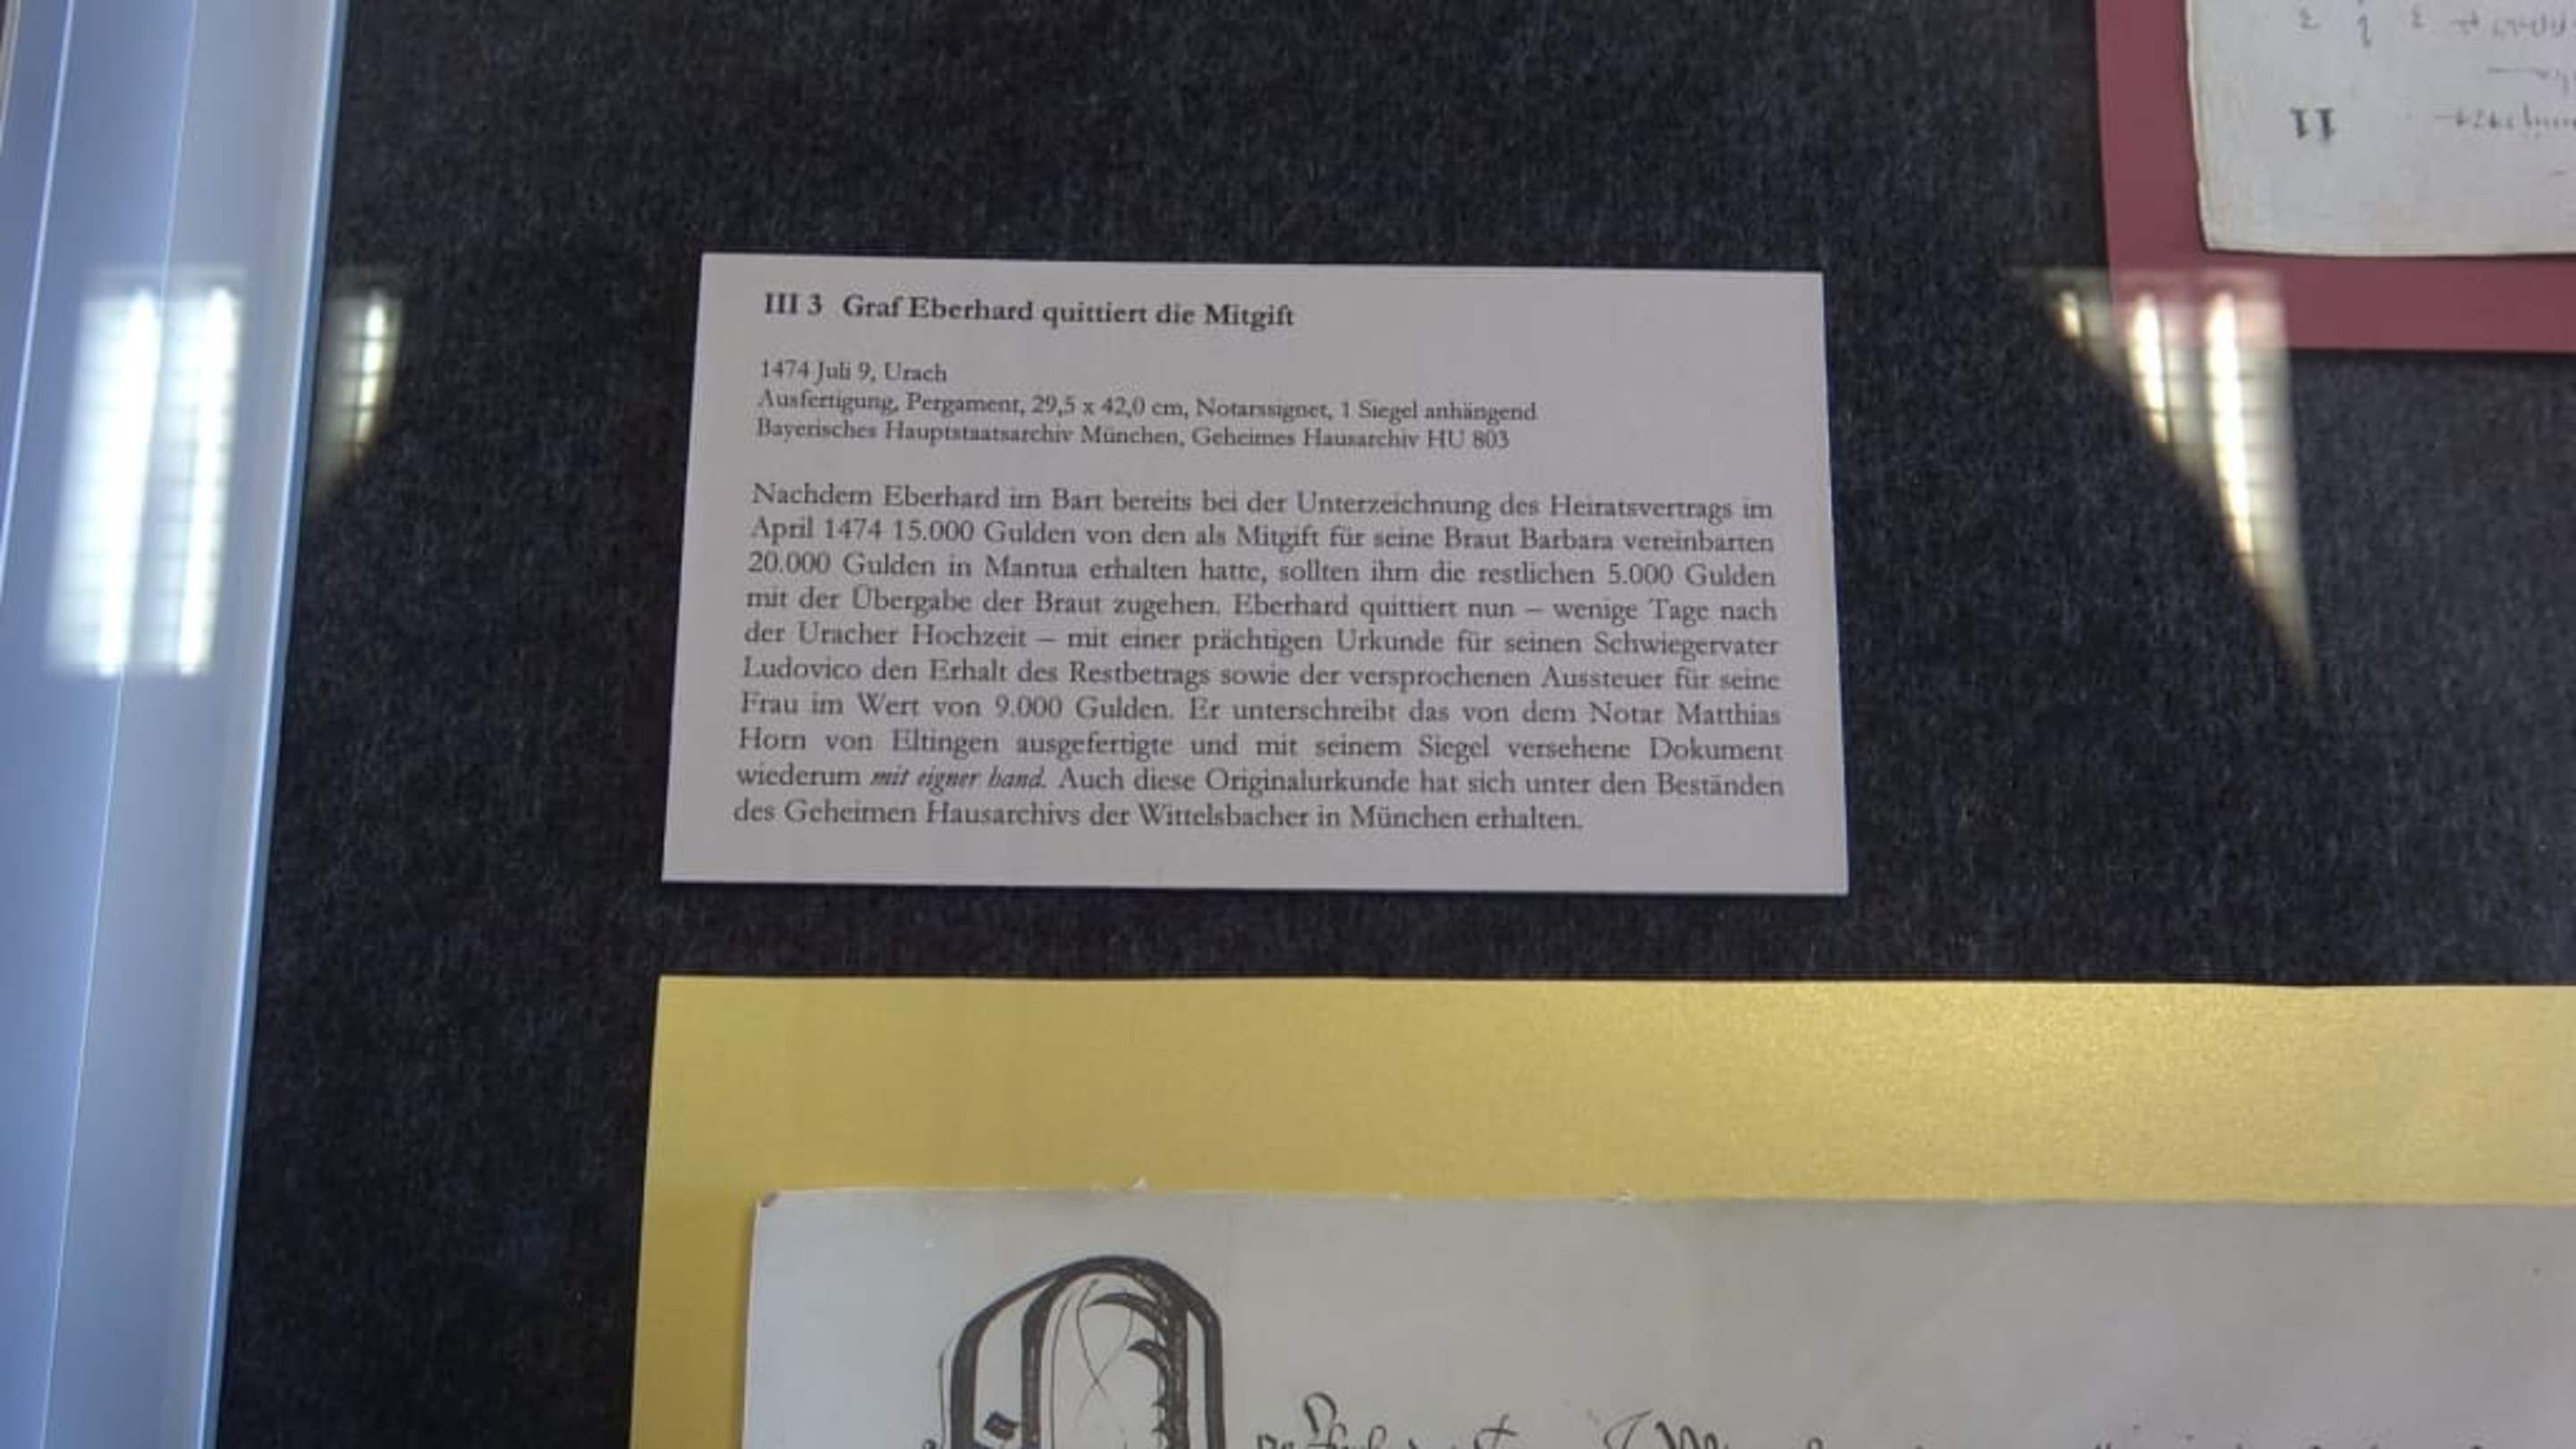 III 3 Graf Eberhard quittiert die Mitgift
1474 Juli 9, Urach
Ausfertigung, Pergament, 29,5 x 42,0 cm, Notarssignet, 1 Siegel anhängend
Bayerisches Hauptstaatsarchiv München, Geheimes Hausarchiv HU 803
Nachdem Eberhard im Bart bereits bei der Unterzeichnung des Heiratsvertrags im
April 1474 15.000 Gulden von den als Mitgift für seine Braut Barbara vereinbarten
20.000 Gulden in Mantua erhalten hatte, sollten ihm die restlichen 5.000 Gulden
mit der Übergabe der Braut zugehen. Eberhard quittiert nun – wenige Tage nach
der Uracher Hochzeit – mit einer prächtigen Urkunde für seinen Schwiegervater
Ludovico den Erhalt des Restbetrags sowie der versprochenen Aussteuer für seine
Frau im Wert von 9.000 Gulden. Er unterschreibt das von dem Notar Matthias
Horn von Eltingen ausgefertigte und mit seinem Siegel versehene Dokument
wiederum mit eigner hand. Auch diese Originalurkunde hat sich unter den Beständen
des Geheimen Hausarchivs der Wittelsbacher in München erhalten.
11